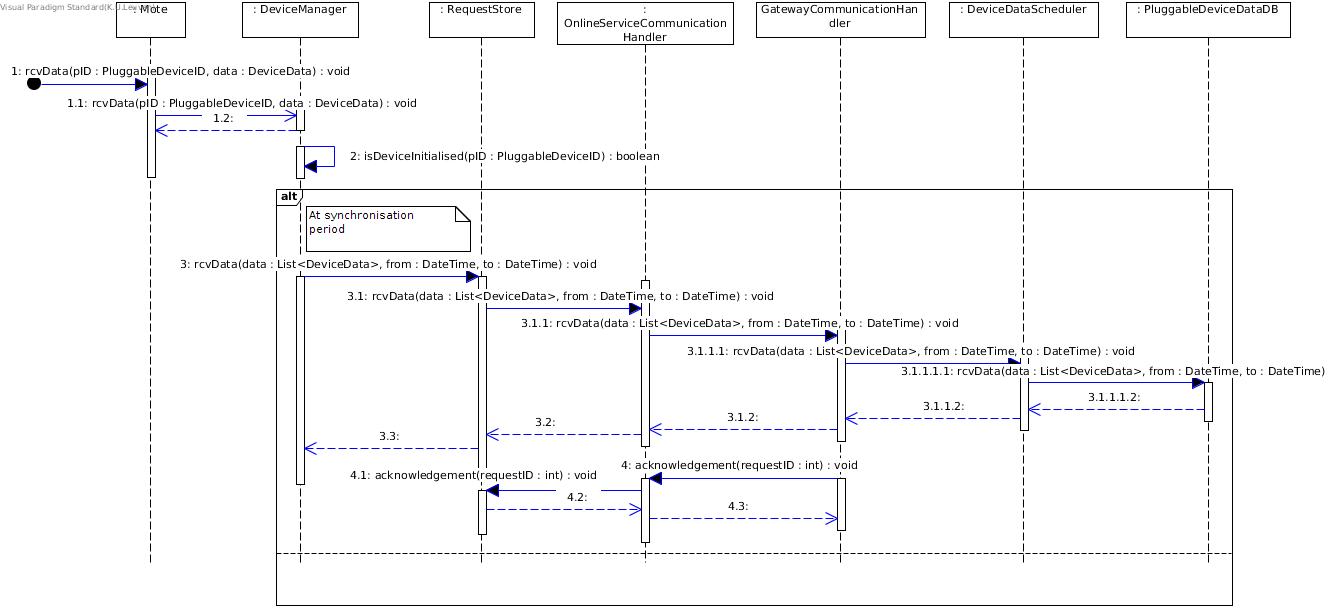 Visual Paradigm Standard(K.U.Leuven)
: Mote
: DeviceManager
: RequestStore
:
OnlineServiceCommunication
Handler
GatewayCommunicationHan
dler
: DeviceDataScheduler
: PluggableDeviceDataDB
1: rcvData(pID : PluggableDeviceID, data : DeviceData) : void
1.1: rcvData(pID : PluggableDeviceID, data : DeviceData) : void
1.2:
2: isDeviceInitialised(pID : PluggableDeviceID) : boolean
alt
At synchronisation
period
3: rcvData(data : List<DeviceData>, from : DateTime, to : DateTime) : void
3.1: rcvData(data : List<DeviceData>, from : DateTime, to : DateTime) : void
3.1.1: rcvData(data : List<DeviceData>, from : DateTime, to : DateTime) : void
3.1.1.1: rcvData(data : List<DeviceData>, from : DateTime, to : DateTime) : void
3.1.1.1.1: rcvData(data : List<DeviceData>, from : DateTime, to : DateTime)
3.1.1.1.2:
3.1.1.2:
3.1.2:
3.2:
3.3:
4: acknowledgement(requestID : int) : void
4.1: acknowledgement(requestID : int) : void
4.2:
4.3: